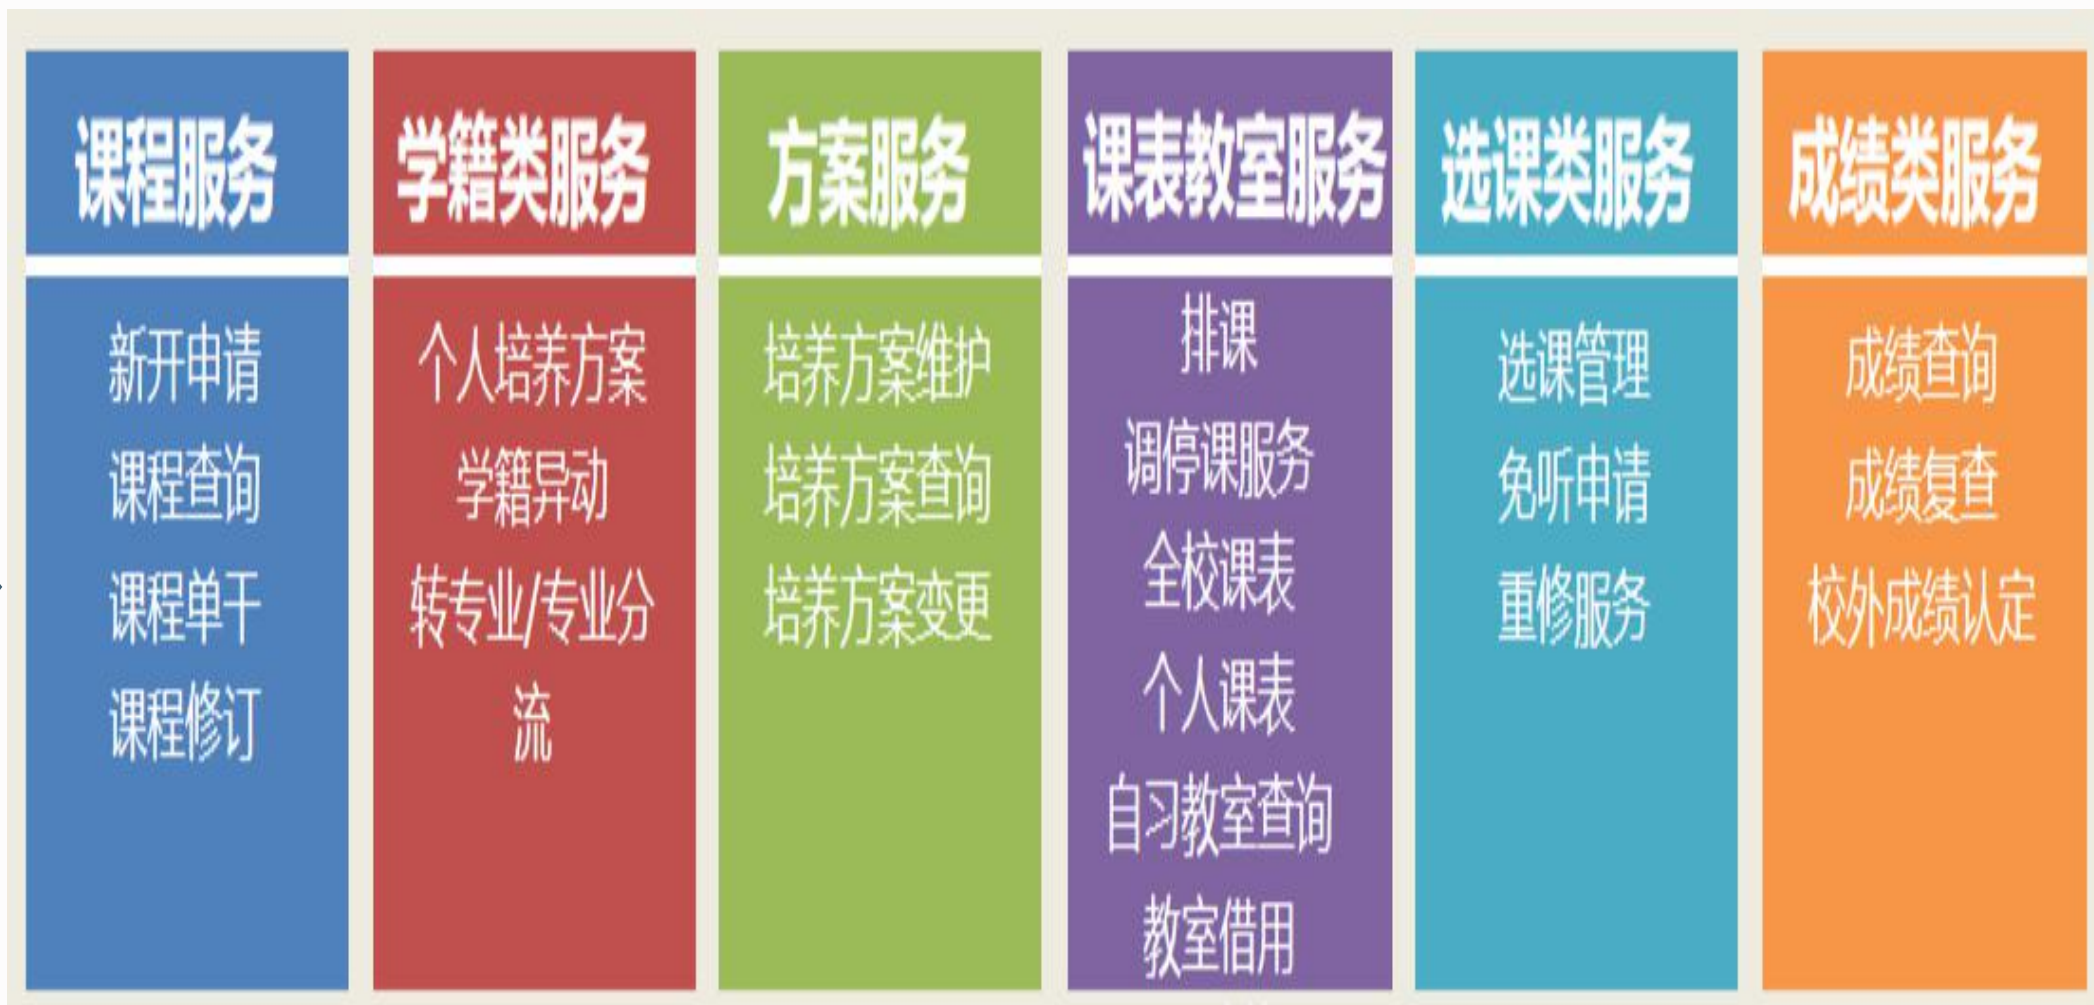 课程服务
新开申请
课程查询
课程单干
课程修订
学籍类服务
个人培养方案
学籍异动
转专业/专业分
流
方案服务
培养方案维护
培养方案查询
培养方案变更
课表教室服务
排课
调停课服务
全校课表
个人课表
自习教室查询
教室借用
选课类服务
选课管理
免听申请
重修服务
成绩类服务
成绩查询
成绩复查
校外成绩认定